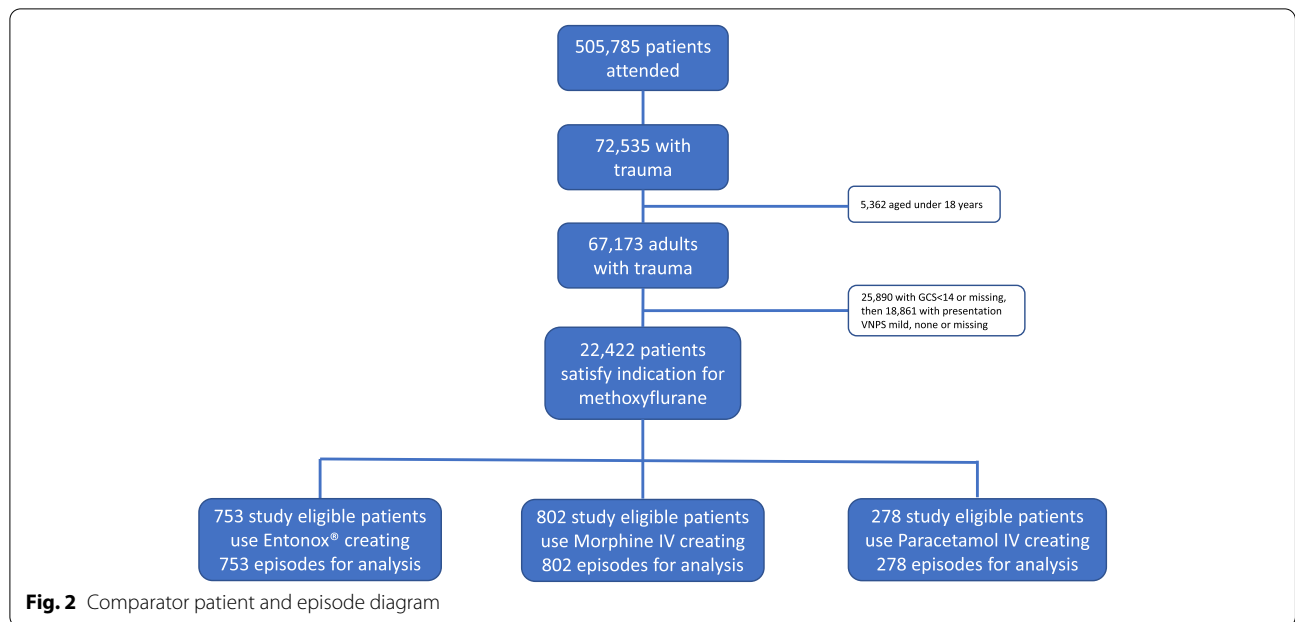 505,785 patients
attended
72,535 with
trauma
5,362 aged under 18 years
67,173 adults
with trauma
25,890 with GCS<14 or missing,
then 18,861 with presentation
VNPS mild, none or missing
22,422 patients
satisfy indication for
methoxyflurane
753 study eligible patients
use Entonox® creating
753 episodes for analysis
802 study eligible patients
use Morphine IV creating
802 episodes for analysis
278 study eligible patients
use Paracetamol IV creating
278 episodes for analysis
Fig. 2 Comparator patient and episode diagram